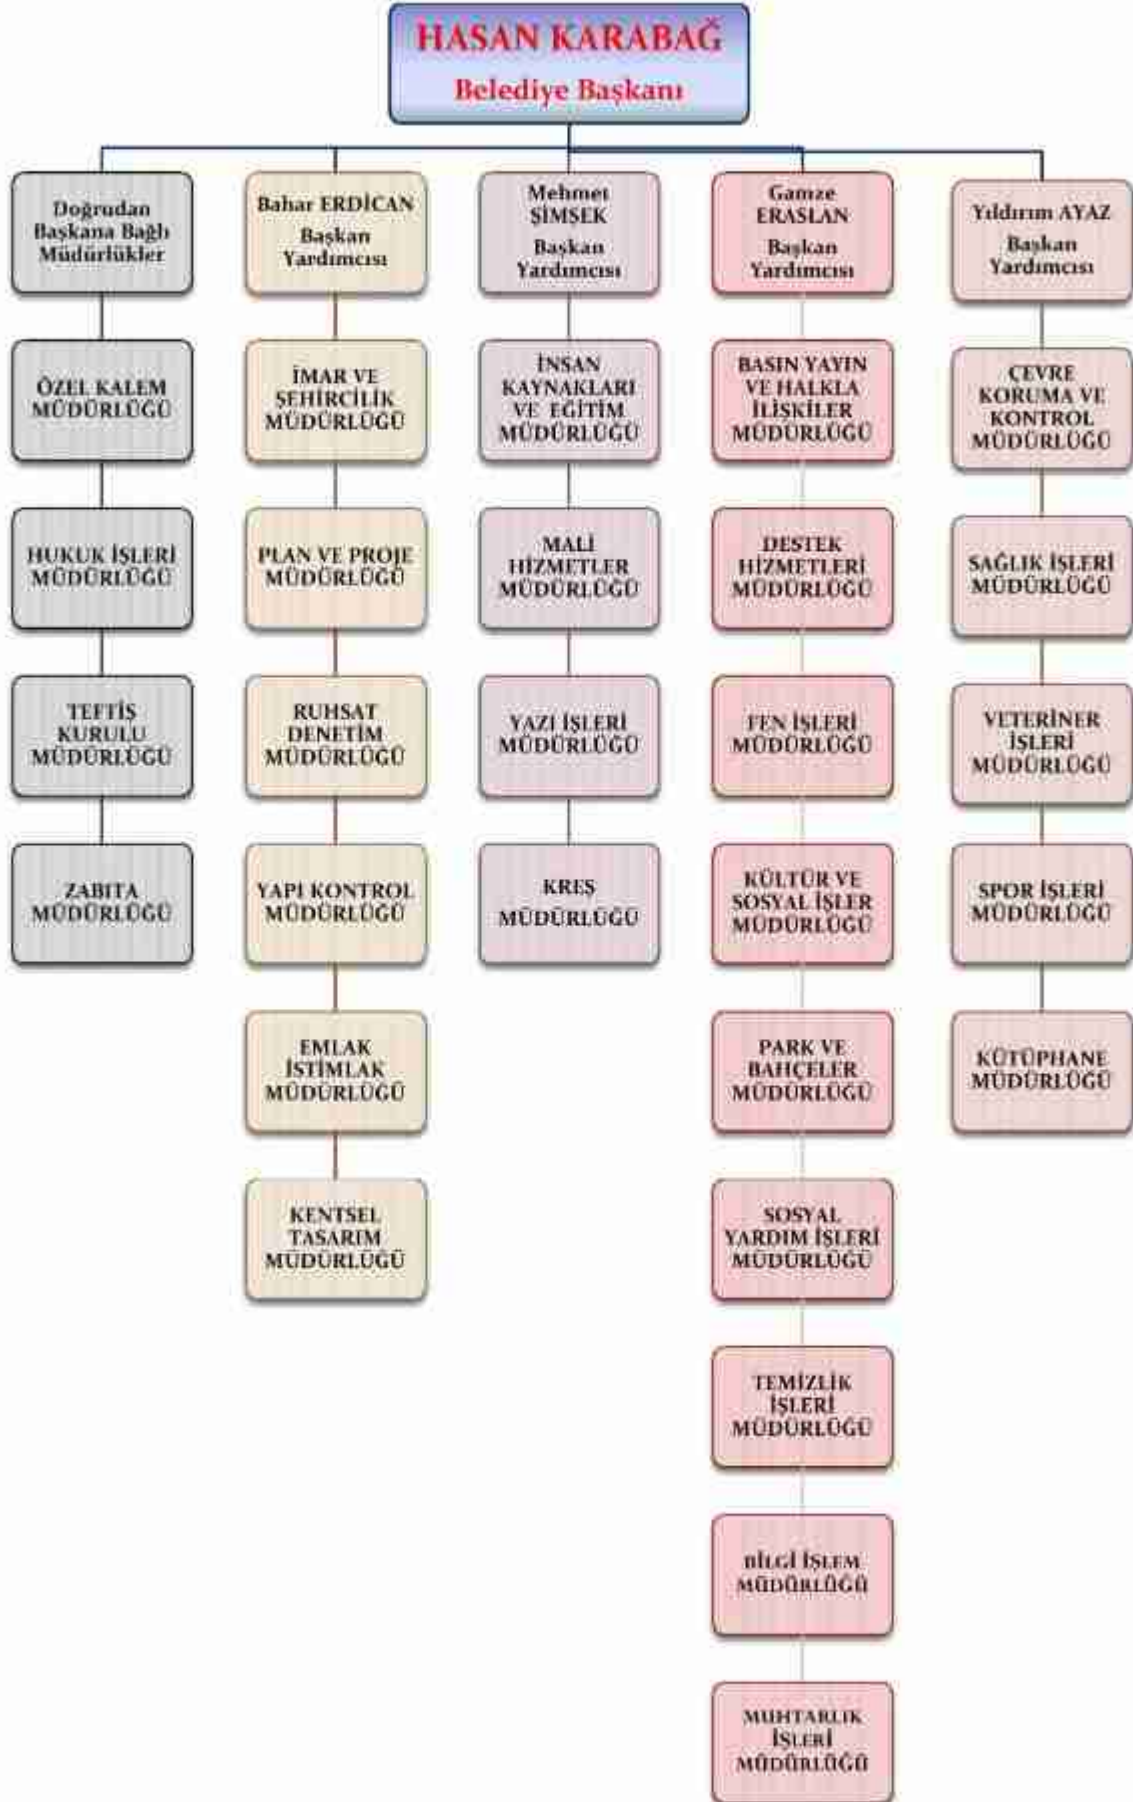 HASAN KARABAĞ
Belediye Başkanı
Doğrudan
Başkana Bağlı
Müdürlükler
ÖZEL KALEM
MÜDÜRLÜĞÜ
HUKUK İŞLERİ
MÜDÜRLÜĞÜ
TEFTİŞ
KURULU
MÜDÜRLÜĞÜ
ZABITA
MÜDÜRLÜĞÜ
Bahar ERDİCAN
Başkan
Yardımcısı
İMAR VE
ŞEHİRCİLİK
MÜDÜRLÜĞÜ
PLAN VE PROJE
MÜDÜRLÜĞÜ
RUHSAT
DENETİM
MÜDÜRLÜĞÜ
YAPI KONTROL
MÜDÜRLÜĞÜ
EMLAK
İSTİMLAK
MÜDÜRLÜĞÜ
KENTSEL
TASARIM
MÜDÜRLÜĞÜ
Mehmet
ŞİMŞEK
Başkan
Yardımcısı
İNSAN
KAYNAKLARI
VE EĞİTİM
MÜDÜRLÜĞÜ
MALİ
HİZMETLER
MÜDÜRLÜĞÜ
YAZI İŞLERİ
MÜDÜRLÜĞÜ
KREŞ
MÜDÜRLÜĞÜ
Gamze
ERASLAN
Başkan
Yardımcısı
BASIN YAYIN
VE HALKLA
İLİŞKİLER
MÜDÜRLÜĞÜ
DESTEK
HİZMETLERİ
MÜDÜRLÜĞÜ
FEN İŞLERİ
MÜDÜRLÜĞÜ
KÜLTÜR VE
SOSYAL İŞLER
MÜDÜRLÜĞÜ
PARK VE
BAHÇELER
MÜDÜRLÜĞÜ
SOSYAL
YARDIM İŞLERİ
MÜDÜRLÜĞÜ
TEMİZLİK
İŞLERİ
MÜDÜRLÜĞÜ
BİLGİ İŞLEM
MÜDÜRLÜĞÜ
MUHTARLIK
İŞLERİ
MÜDÜRLÜĞÜ
Yıldırım AYAZ
Başkan
Yardımcısı
ÇEVRE
KORUMA VE
KONTROL
MÜDÜRLÜĞÜ
SAĞLIK İŞLERİ
MÜDÜRLÜĞÜ
VETERİNER
İŞLERİ
MÜDÜRLÜĞÜ
SPOR İŞLERİ
MÜDÜRLÜĞÜ
KÜTÜPHANE
MÜDÜRLÜĞÜ